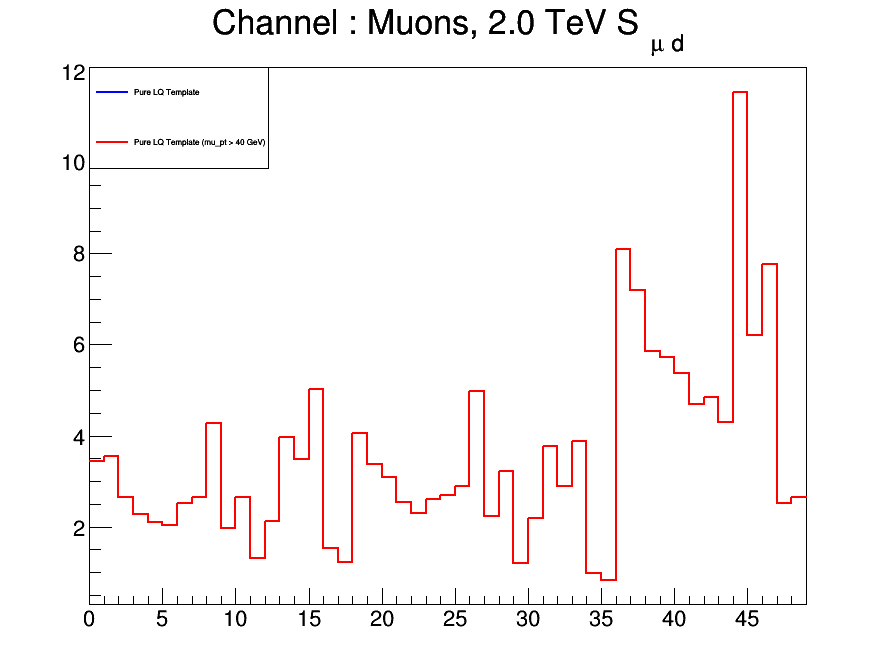 Channel : Muons, 2.0 TeV S μ d
12
Pure LQ Template
Pure LQ Template (mu_pt > 40 GeV)
10
8
6
4
2
0 5 10 15 20 25 30 35 40 45